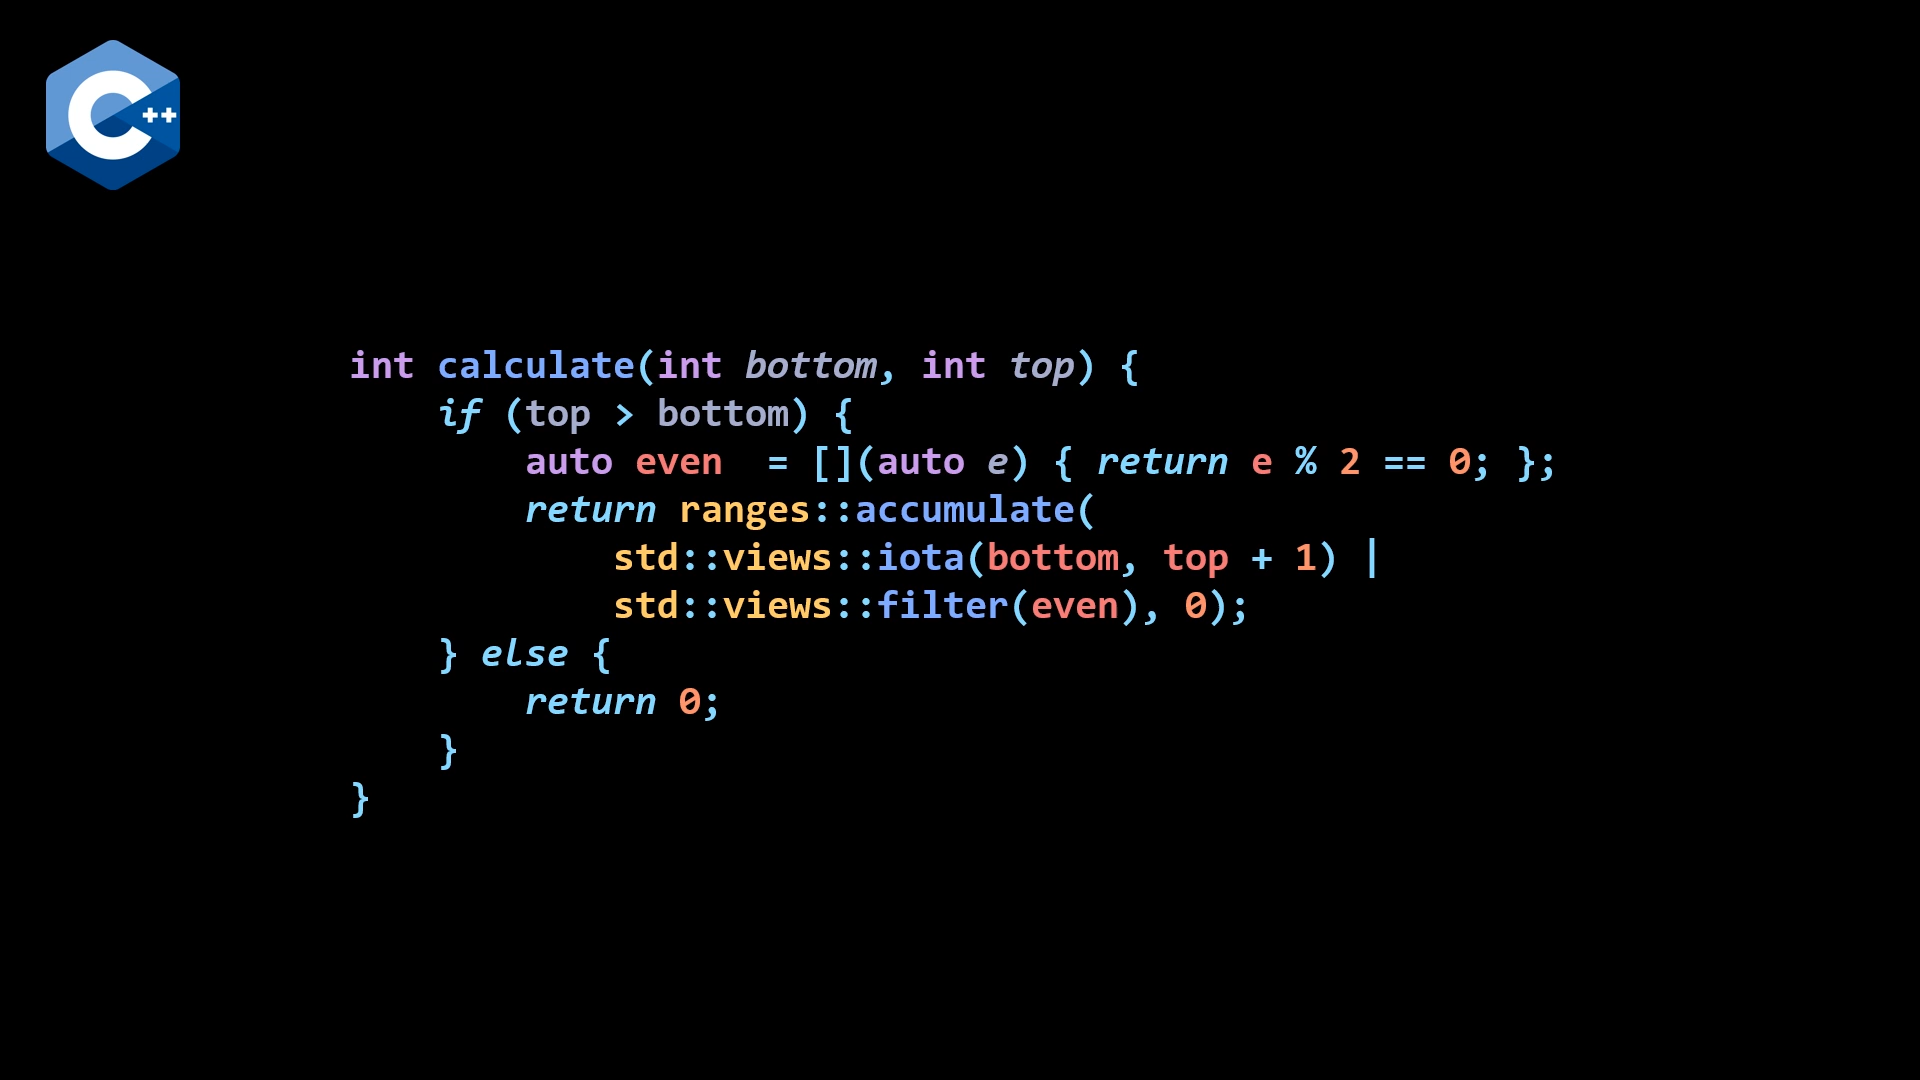 C++
int calculate(int bottom, int top) {
    if (top > bottom) {
        auto even  = [](auto e) { return e % 2 == 0; };
        return ranges::accumulate(
            std::views::iota(bottom, top + 1) |
            std::views::filter(even), 0);
    } else {
        return 0;
    }
}